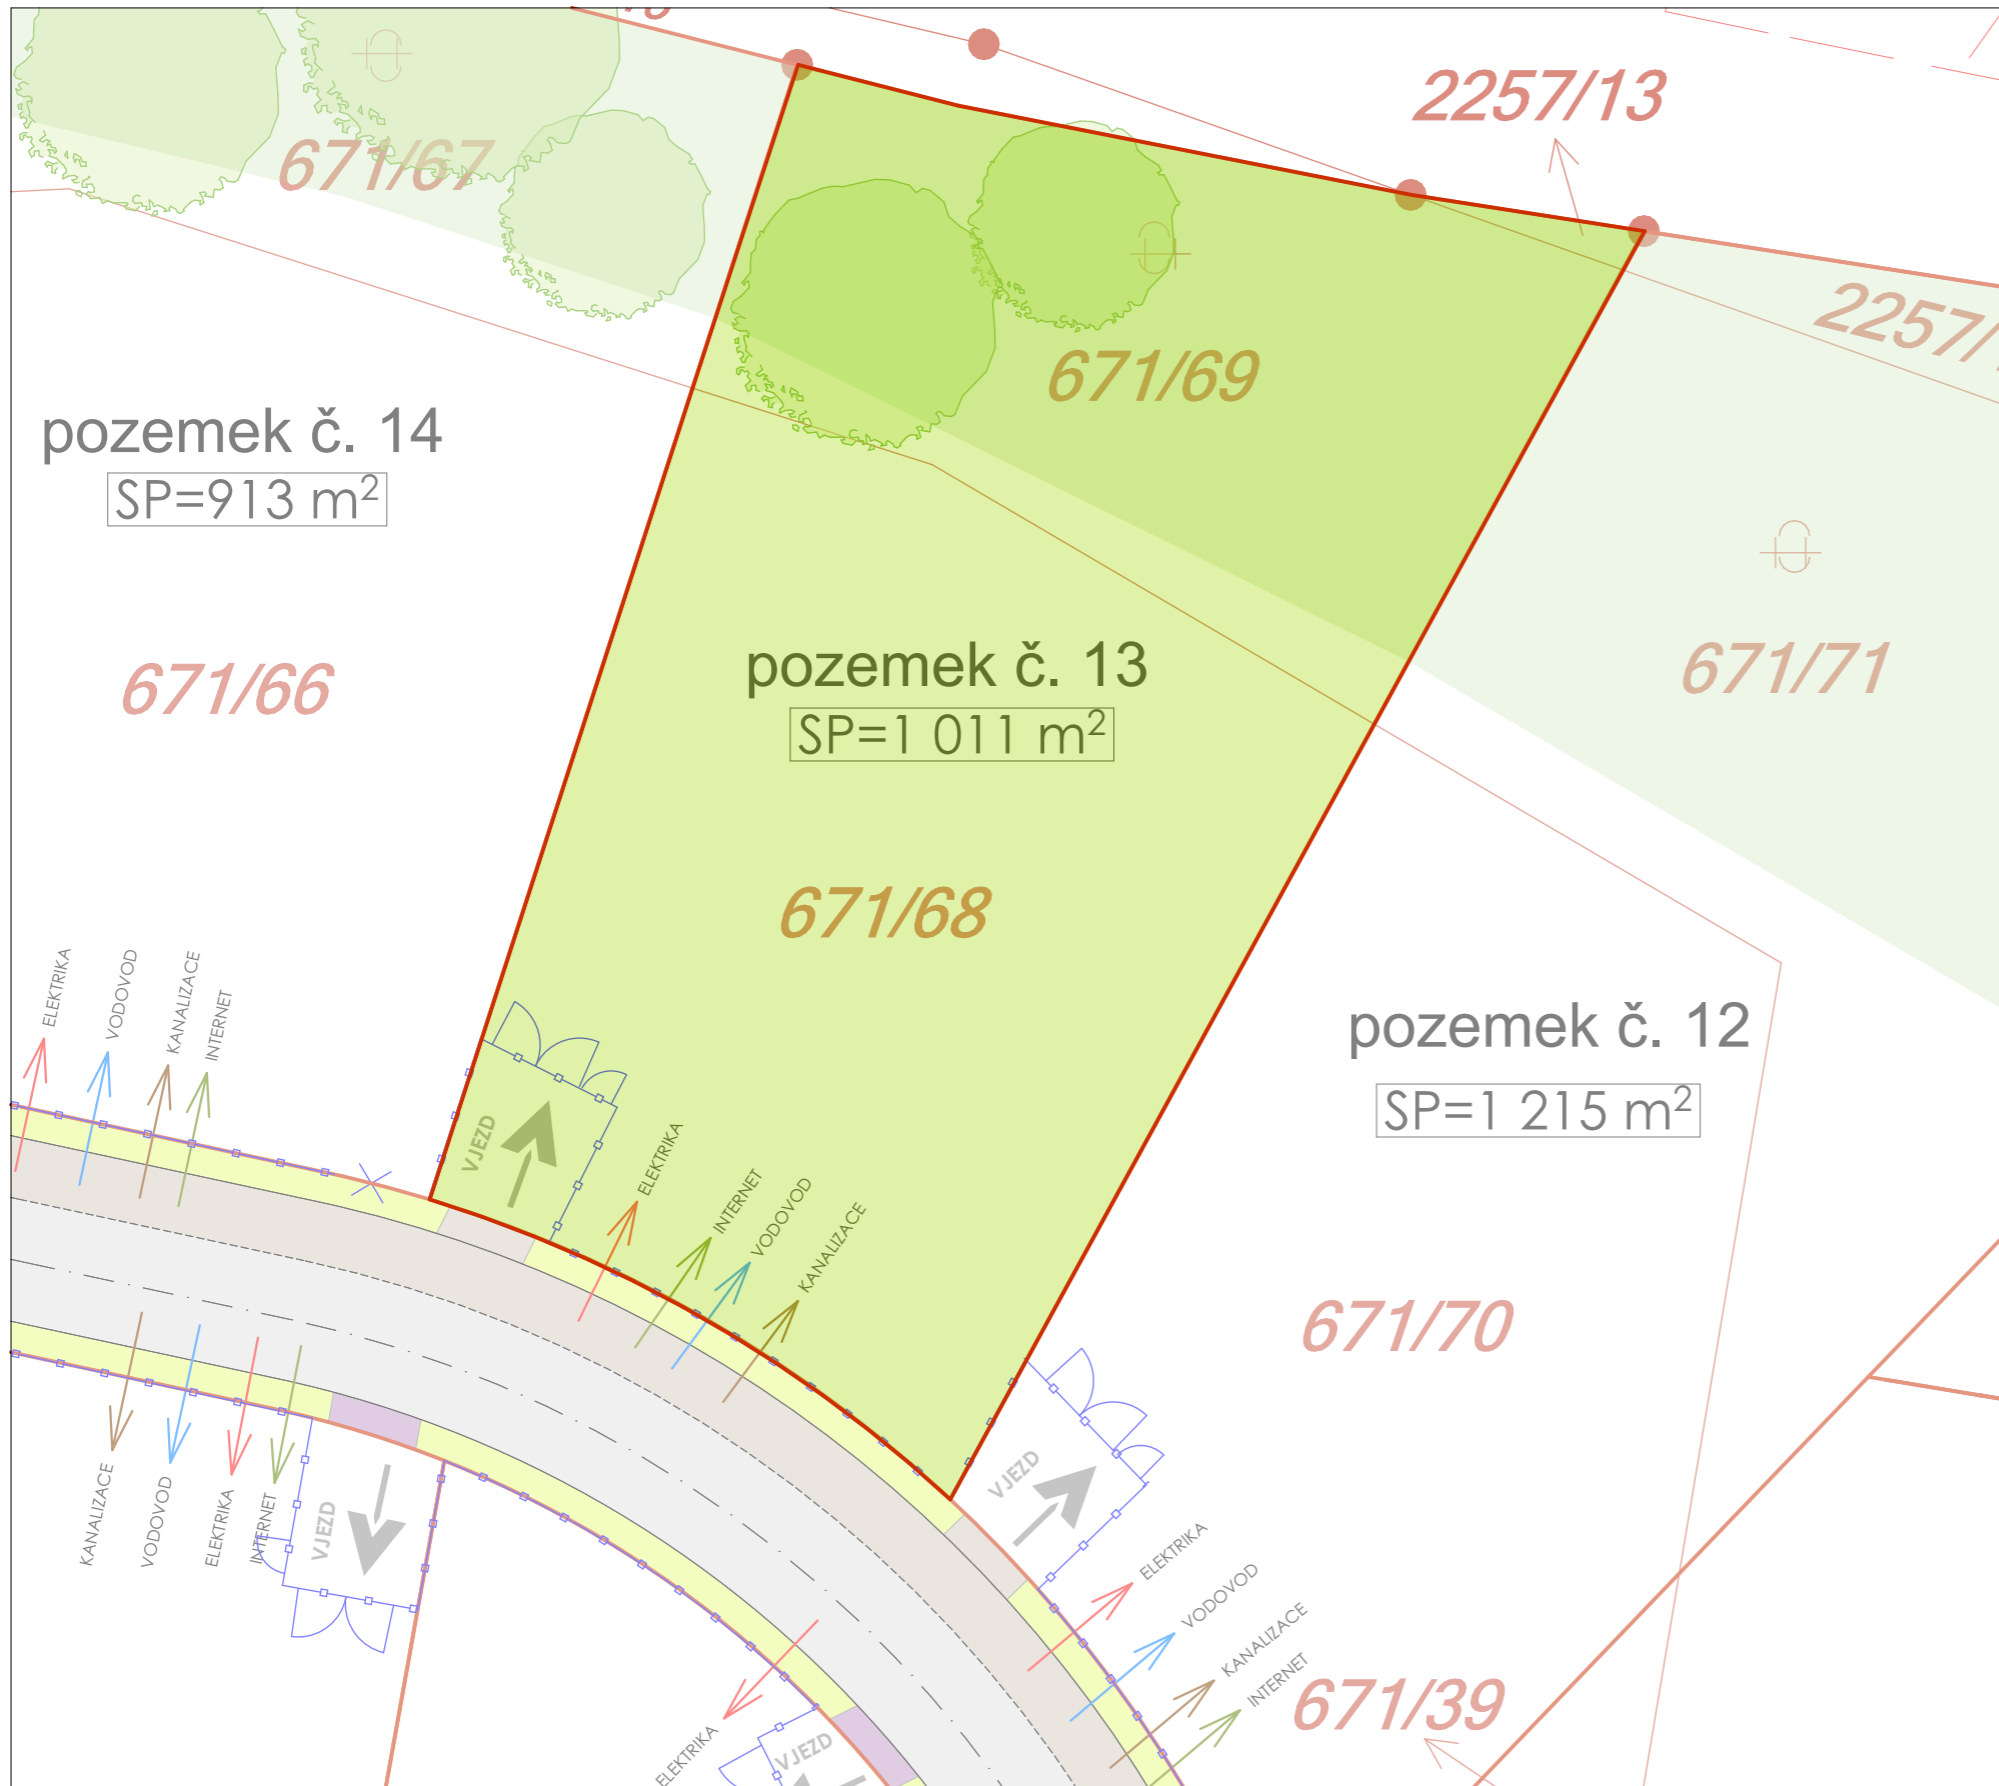 2257/13
671/67
2257/
671/69
pozemek č. 14
SP=913 m²
pozemek č. 13
SP=1 011 m²
671/66
671/71
671/68
pozemek č. 12
SP=1 215 m²
ELEKTRIKA
VODOVOD
KANALIZACE
INTERNET
VJEZD
ELEKTRIKA
INTERNET
VODOVOD
KANALIZACE
671/70
KANALIZACE
VODOVOD
ELEKTRIKA
INTERNET
VJEZD
VJEZD
ELEKTRIKA
VODOVOD
KANALIZACE
INTERNET
671/39
ELEKTRIKA
VJEZD